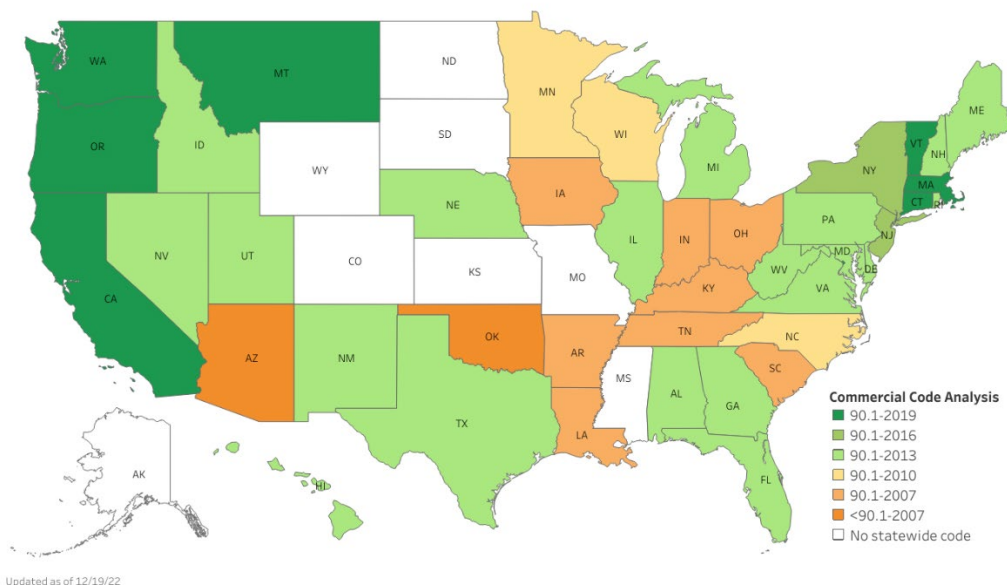 WA
MT
ND
MN
ME
OR
ID
SD
WI
MI
VT
NH
NY
MA
CT
RI
WY
IA
NE
PA
NJ
NV
UT
CO
IL
IN
OH
MD
DE
KS
MO
WV
VA
KY
CA
AZ
NM
OK
AR
TN
NC
SC
MS
AL
GA
TX
LA
FL
AK
HI
Commercial Code Analysis
90.1-2019
90.1-2016
90.1-2013
90.1-2010
90.1-2007
<90.1-2007
No statewide code
Updated as of 12/19/22